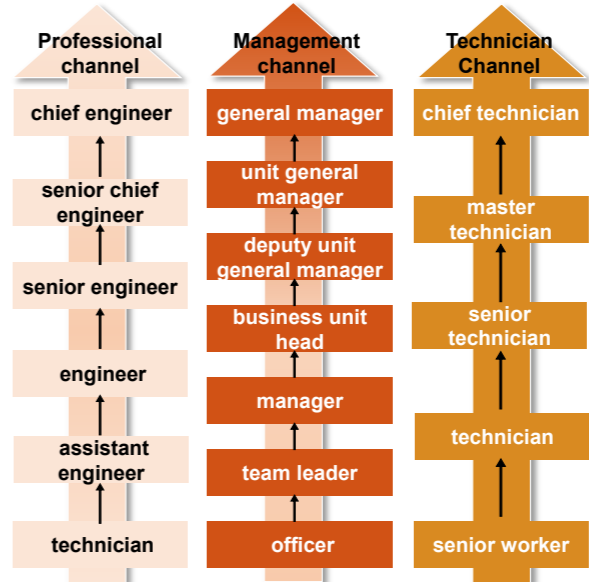 Professional
channel
chief engineer
senior chief
engineer
senior engineer
engineer
assistant
engineer
technician
Management
channel
general manager
unit general
manager
deputy unit
general manager
business unit
head
manager
team leader
officer
Technician
Channel
chief technician
master
technician
senior
technician
technician
senior worker